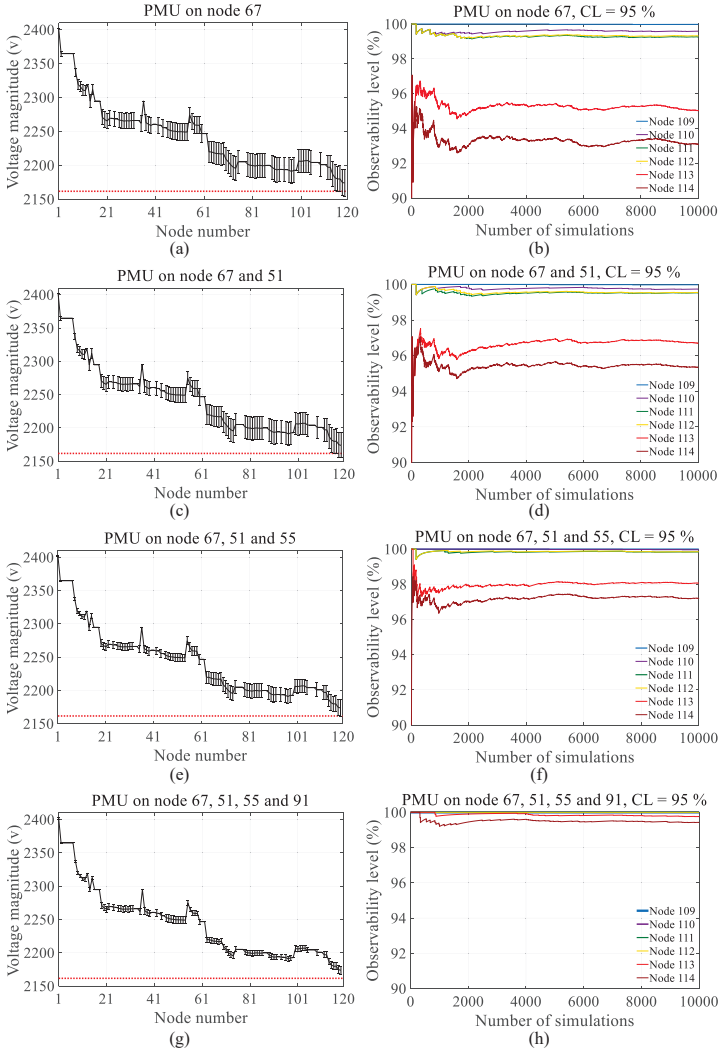 PMU on node 67
Voltage magnitude (v)
2400
2350
2300
2250
2200
2150
1
21
41
61
81
101
120
Node number
(a)
PMU on node 67, CL = 95 %
Observability level (%)
100
98
96
94
92
90
Node 109
Node 110
Node 111
Node 112
Node 113
Node 114
0
2000
4000
6000
8000
10000
Number of simulations
(b)
PMU on node 67 and 51
Voltage magnitude (v)
2400
2350
2300
2250
2200
2150
1
21
41
61
81
101
120
Node number
(c)
PMU on node 67 and 51, CL = 95 %
Observability level (%)
100
98
96
94
92
90
Node 109
Node 110
Node 111
Node 112
Node 113
Node 114
0
2000
4000
6000
8000
10000
Number of simulations
(d)
PMU on node 67, 51 and 55
Voltage magnitude (v)
2400
2350
2300
2250
2200
2150
1
21
41
61
81
101
120
Node number
(e)
PMU on node 67, 51 and 55, CL = 95 %
Observability level (%)
100
98
96
94
92
90
Node 109
Node 110
Node 111
Node 112
Node 113
Node 114
0
2000
4000
6000
8000
10000
Number of simulations
(f)
PMU on node 67, 51, 55 and 91
Voltage magnitude (v)
2400
2350
2300
2250
2200
2150
1
21
41
61
81
101
120
Node number
(g)
PMU on node 67, 51, 55 and 91, CL = 95 %
Observability level (%)
100
98
96
94
92
90
Node 109
Node 110
Node 111
Node 112
Node 113
Node 114
0
2000
4000
6000
8000
10000
Number of simulations
(h)